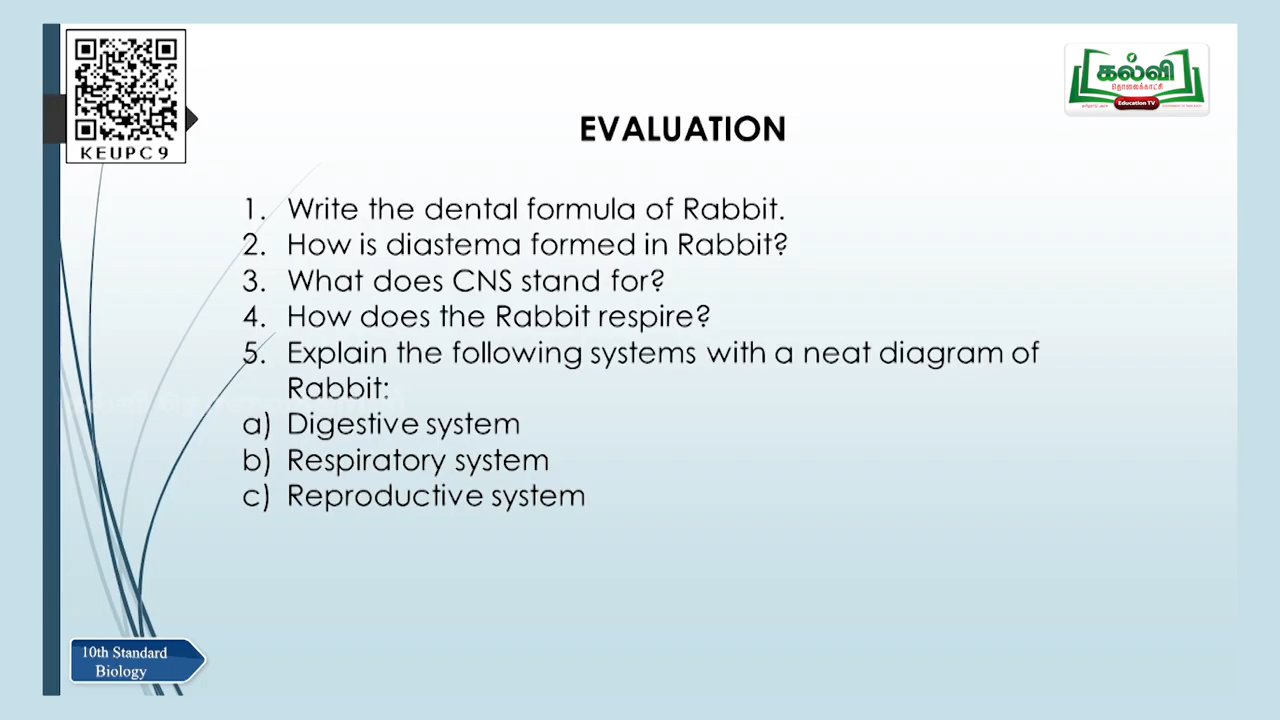 KEUPC9
கல்வி
தொலைக்காட்சி
Education TV
EVALUATION
1. Write the dental formula of Rabbit.
2. How is diastema formed in Rabbit?
3. What does CNS stand for?
4. How does the Rabbit respire?
5. Explain the following systems with a neat diagram of
Rabbit:
a) Digestive system
b) Respiratory system
c) Reproductive system
10th Standard
Biology